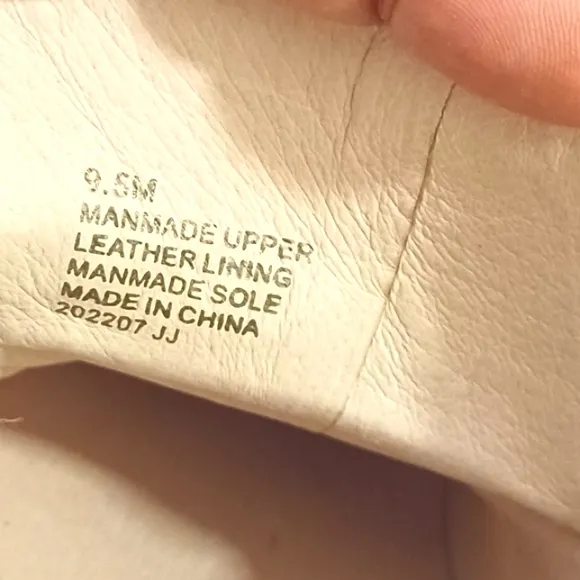 9.5M
MANMADE UPPER
LEATHER LINING
MANMADE SOLE
MADE IN CHINA
202207 JJ